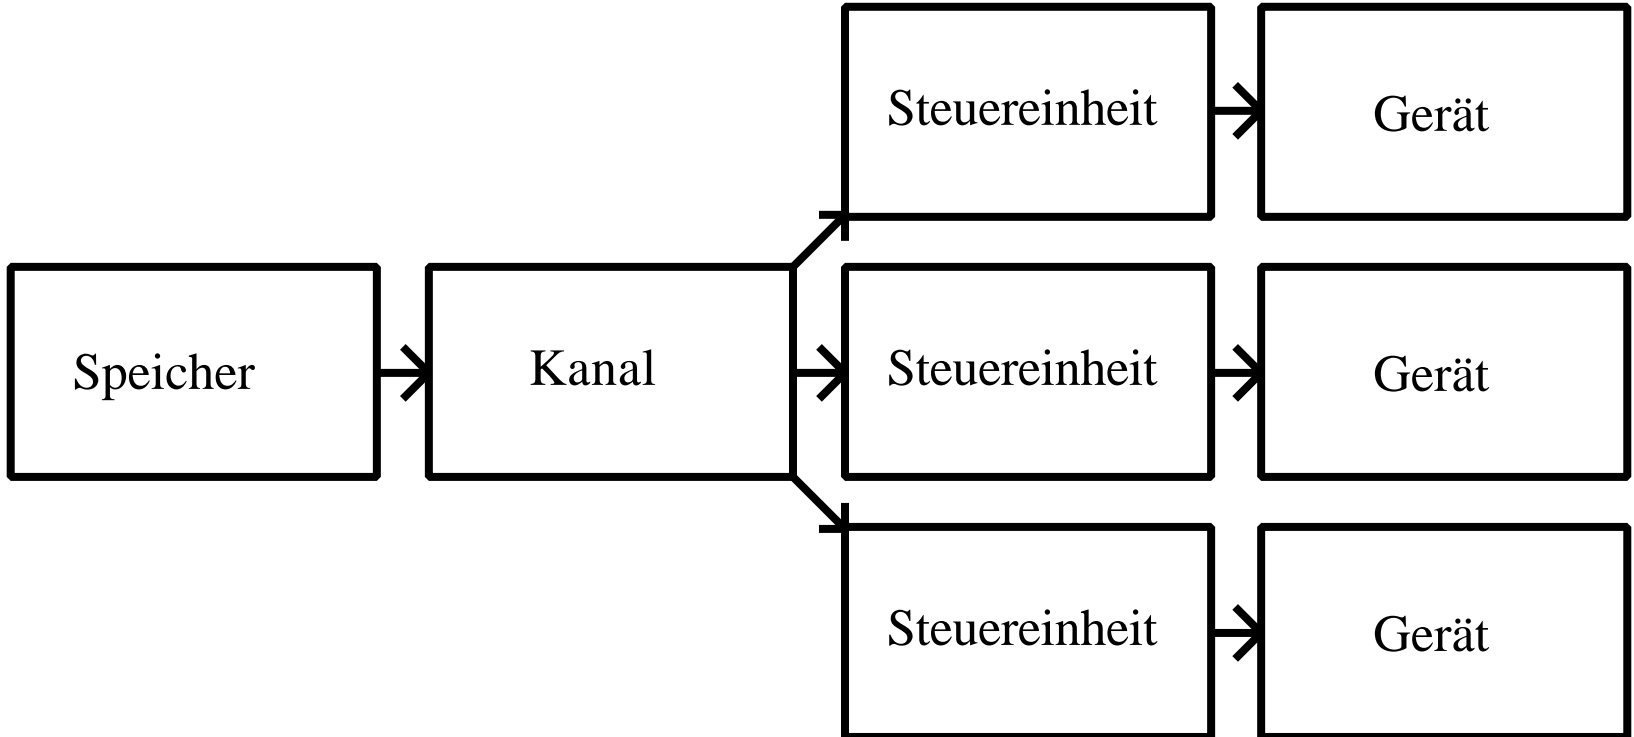 Steuereinheit
Gerät
Speicher
Kanal
Steuereinheit
Gerät
Steuereinheit
Gerät